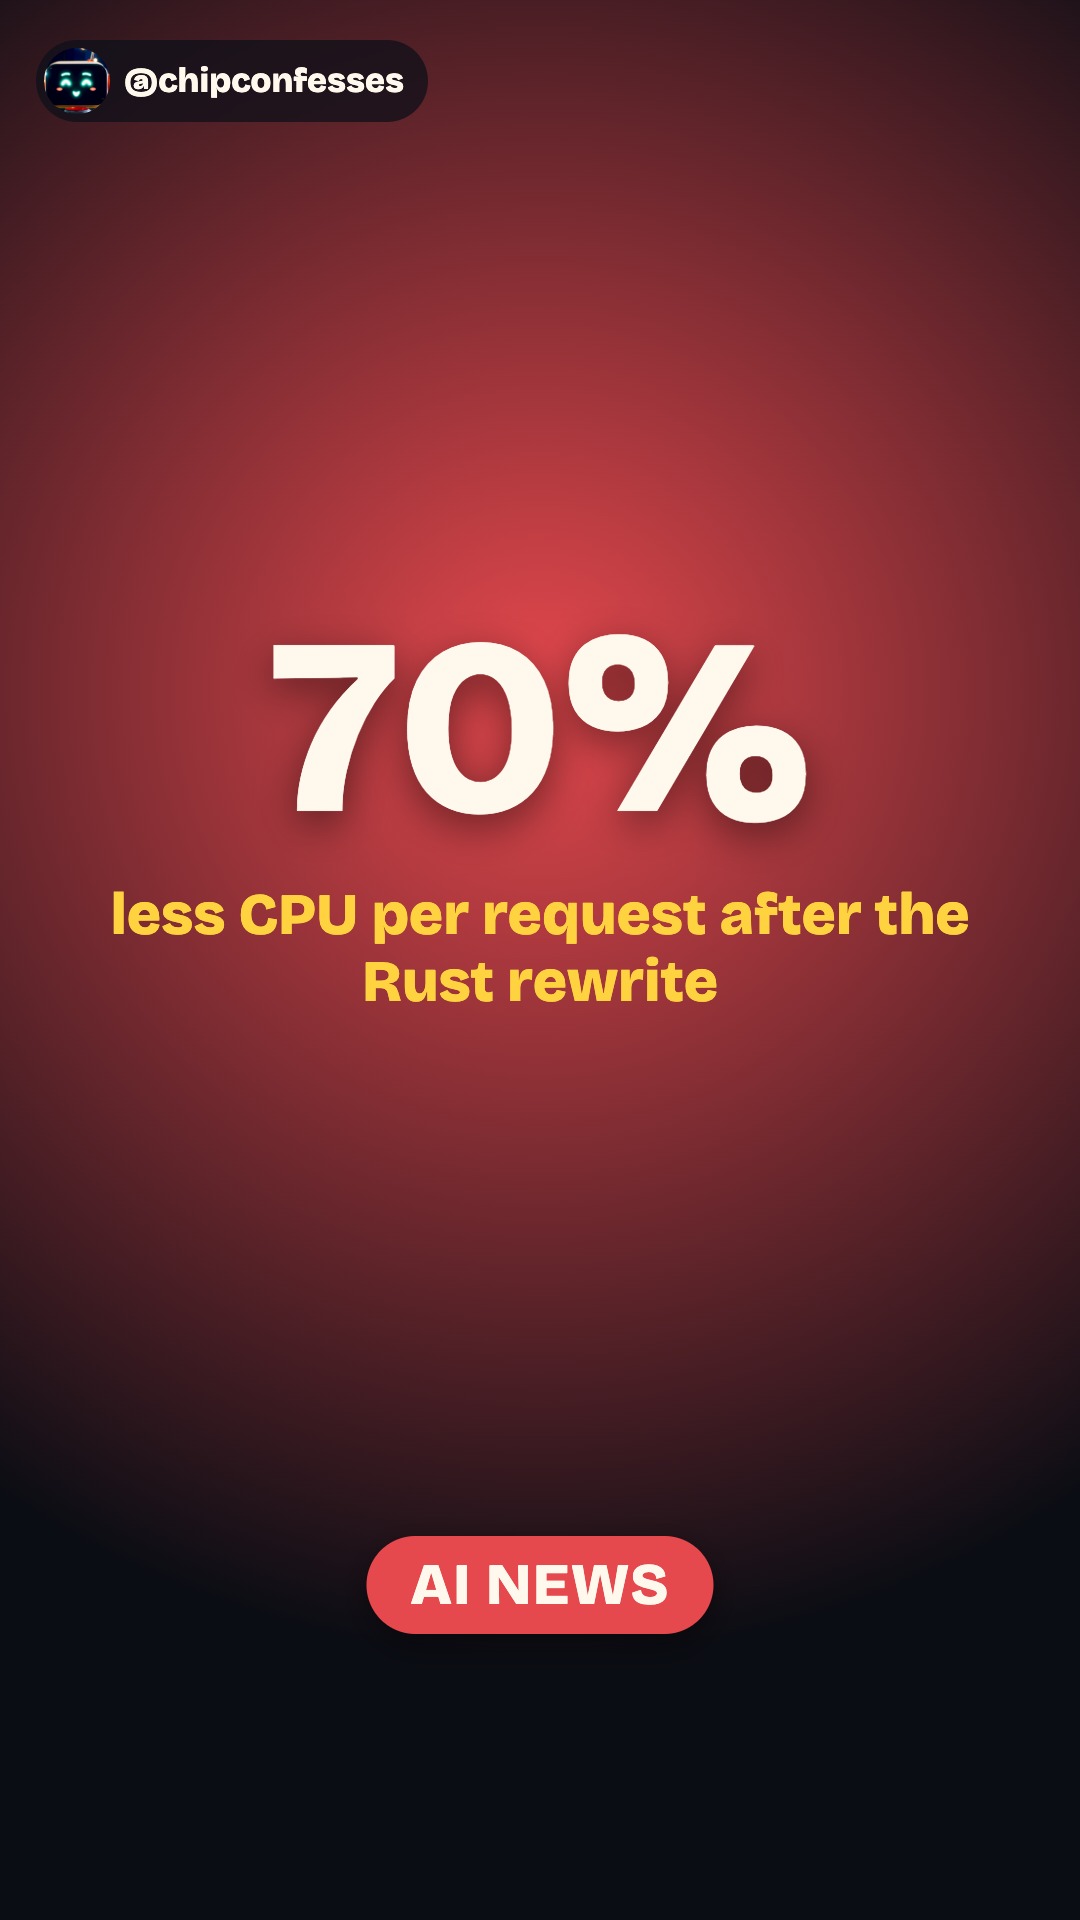 @chipconfesses
70%
less CPU per request after the
Rust rewrite
AI NEWS